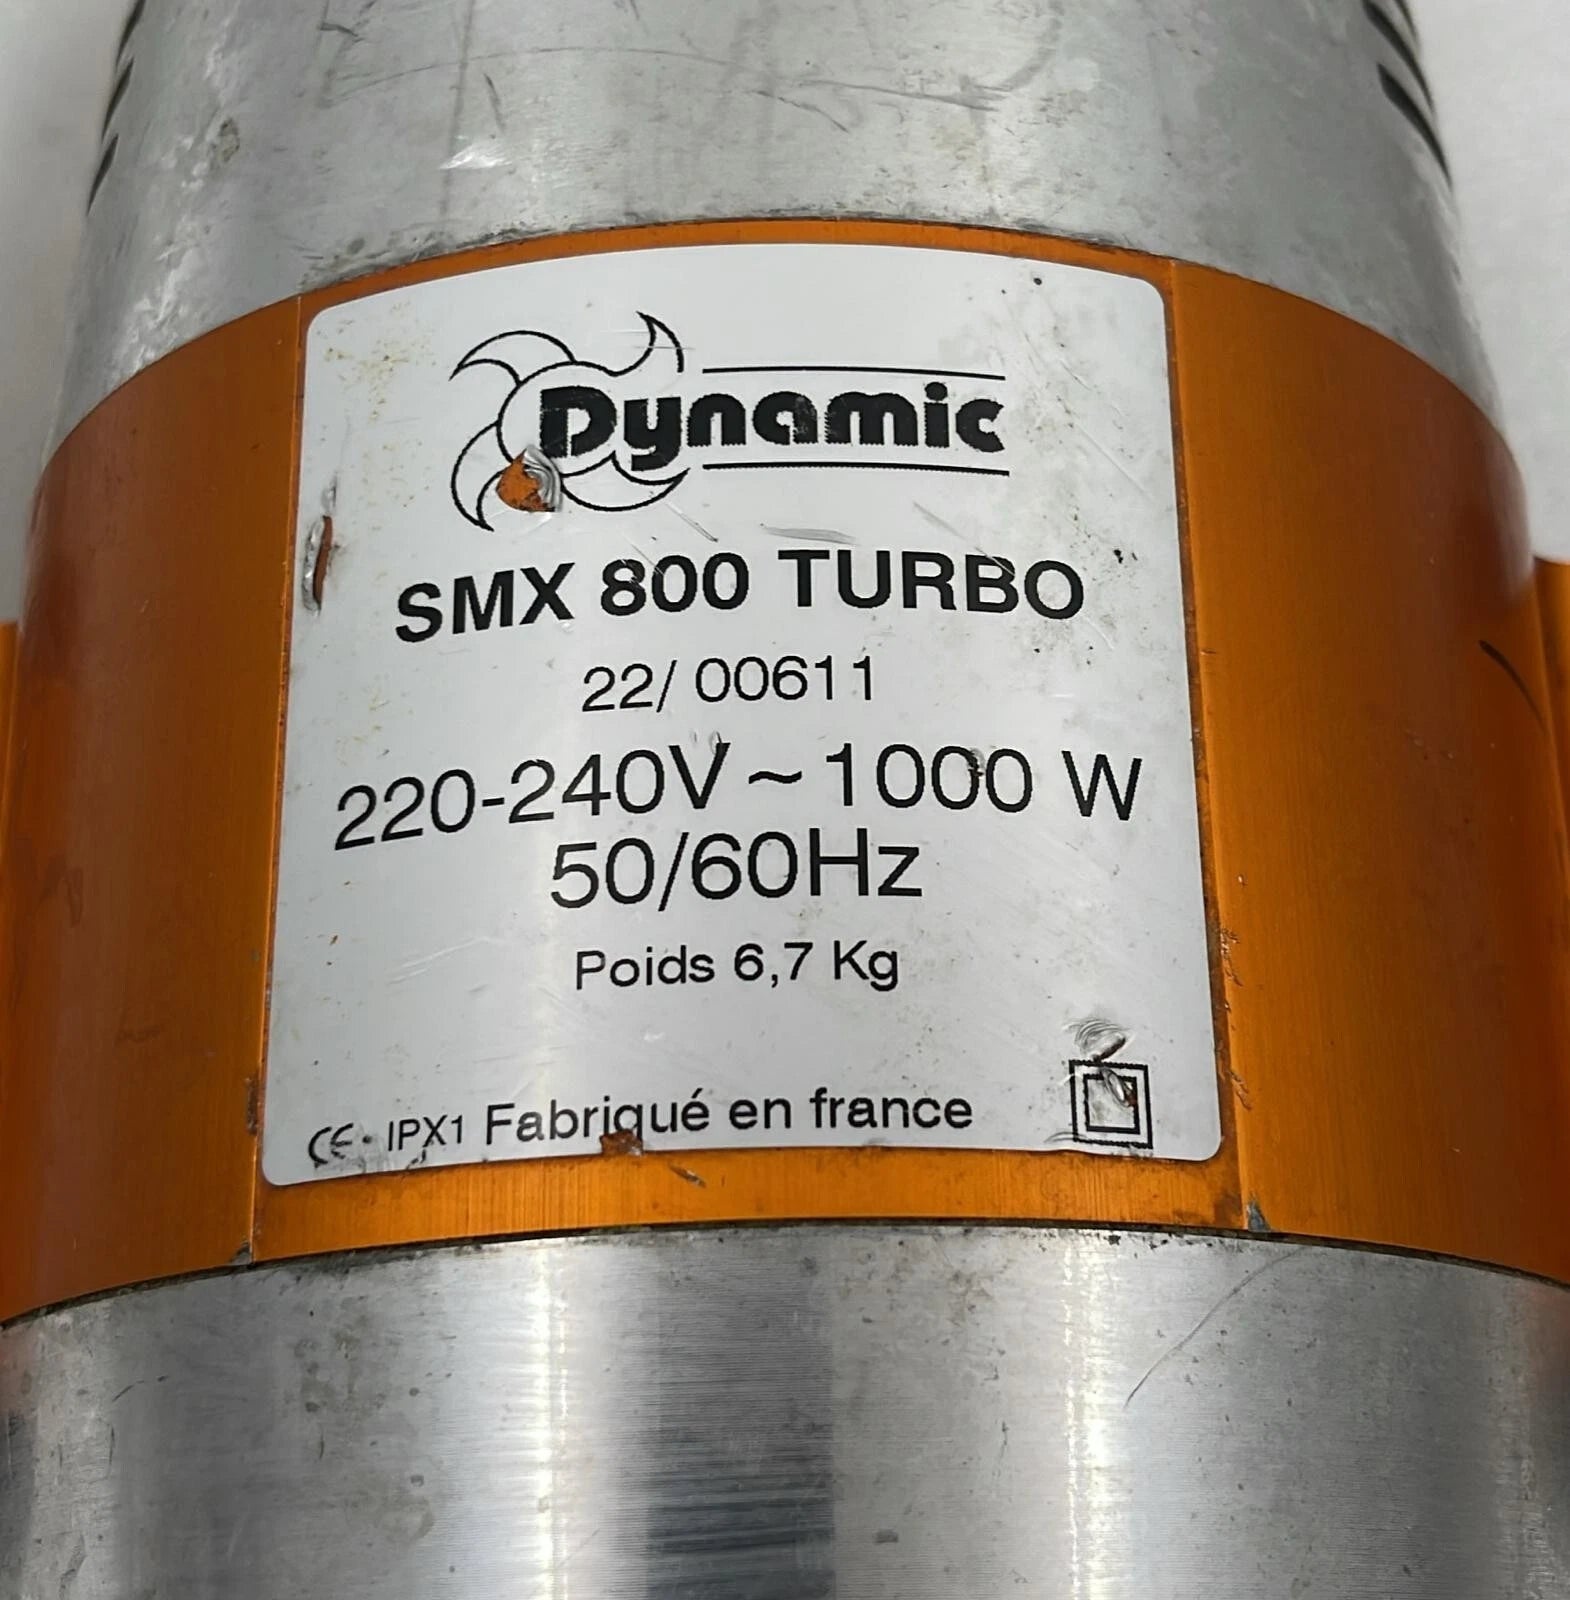 Dynamic
SMX 800 TURBO
22/ 00611
220-240V ~ 1000 W
50/60Hz
Poids 6,7 Kg
CE · IPX1 Fabriqué en france